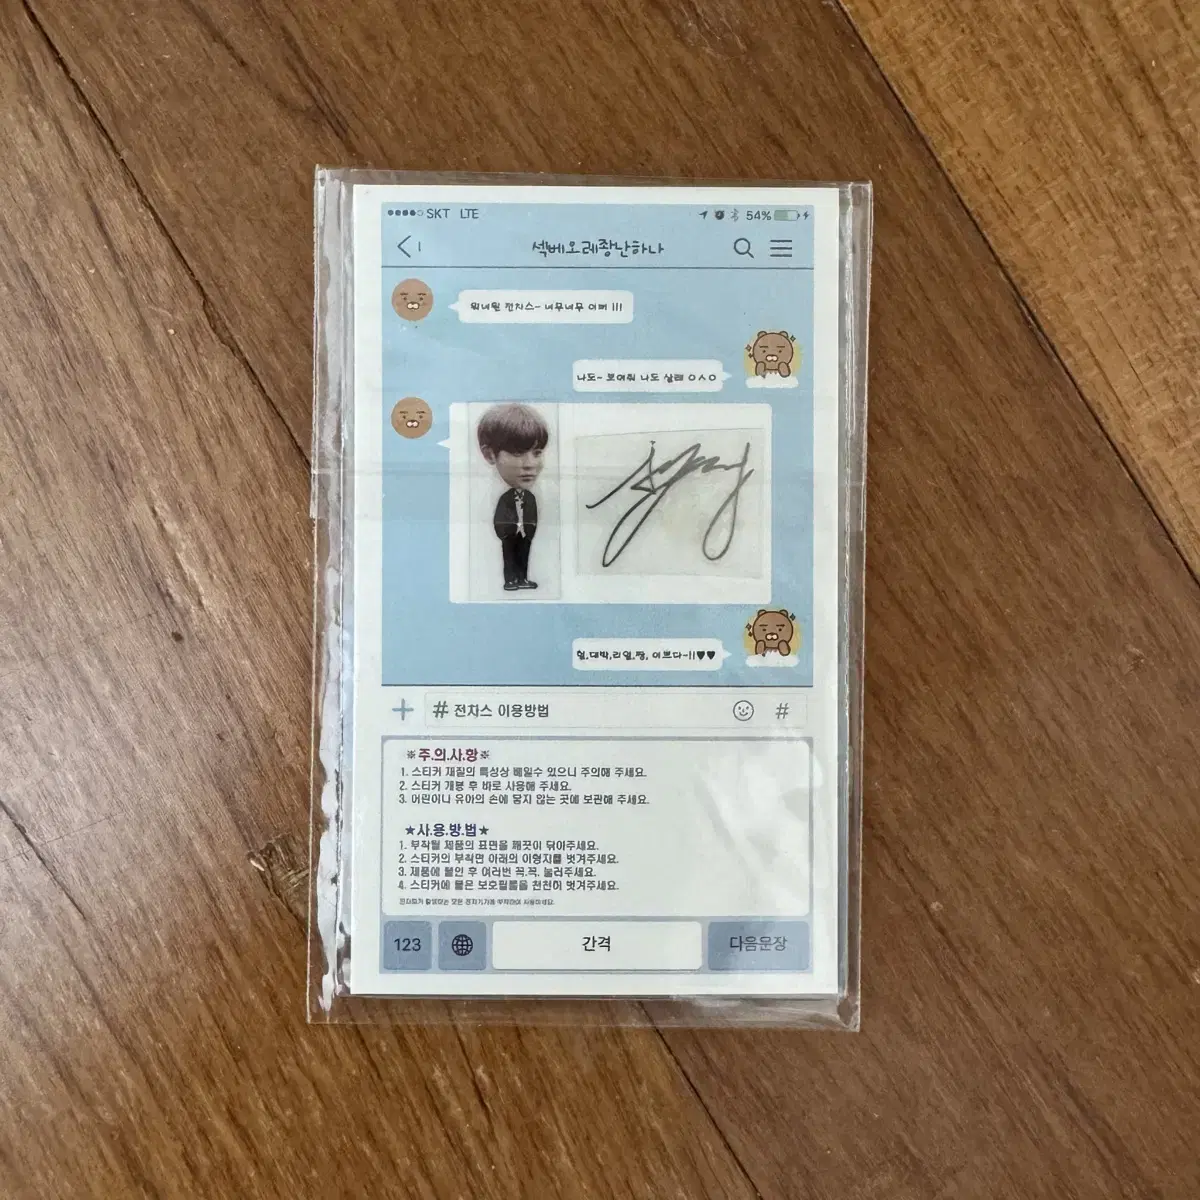 SKT LTE
54%
섹베오레쫭난하나
뭐너뭔 전차스~ 너무너무 이뻐 !!!
나도~ 보여줘 나도 살래 ㅇㅅㅇ
헐,대박,리얼,짱, 이쁘다~!!♥♥
# 전차스 이용방법
#
※주.의.사.항※
1. 스티커 재질의 특성상 베일수 있으니 주의해 주세요.
2. 스티커 개봉 후 바로 사용해 주세요.
3. 어린이나 유아의 손에 닿지 않는 곳에 보관해 주세요.
★사.용.방.법★
1. 부착될 제품의 표면을 깨끗이 닦아주세요.
2. 스티커의 부착면 아래의 이형지를 벗겨주세요.
3. 제품에 붙인 후 여러번 꼭.꼭. 눌러주세요.
4. 스티커에 붙은 보호필름을 천천히 벗겨주세요.
123
간격
다음문장